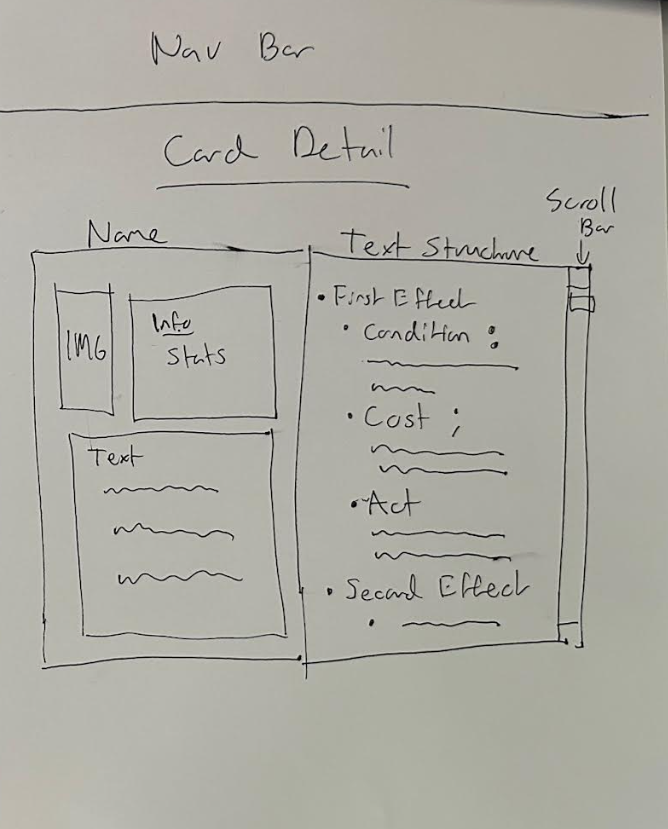 Nav Bar
Card Detail
Scroll
Bar
Name
Text Structure
IMG
Info
Stats
Text
• First Effect
• Condition :
• Cost ;
• Act
• Second Effect
•